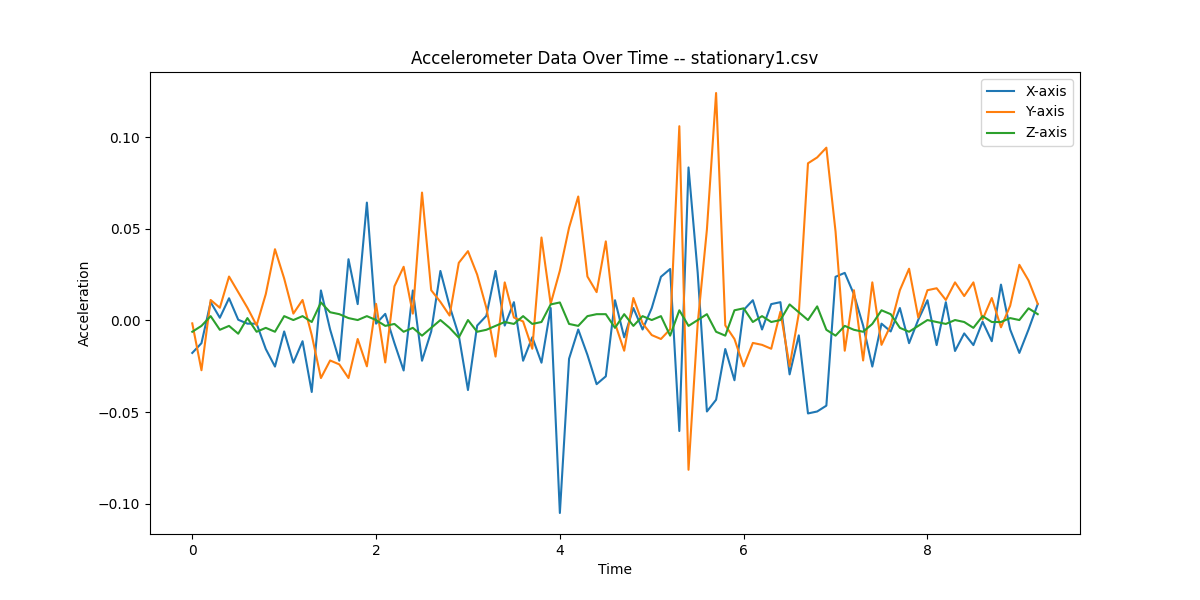 Accelerometer Data Over Time -- stationary1.csv
X-axis
Y-axis
Z-axis
Acceleration
0.10
0.05
0.00
−0.05
−0.10
0 2 4 6 8
Time